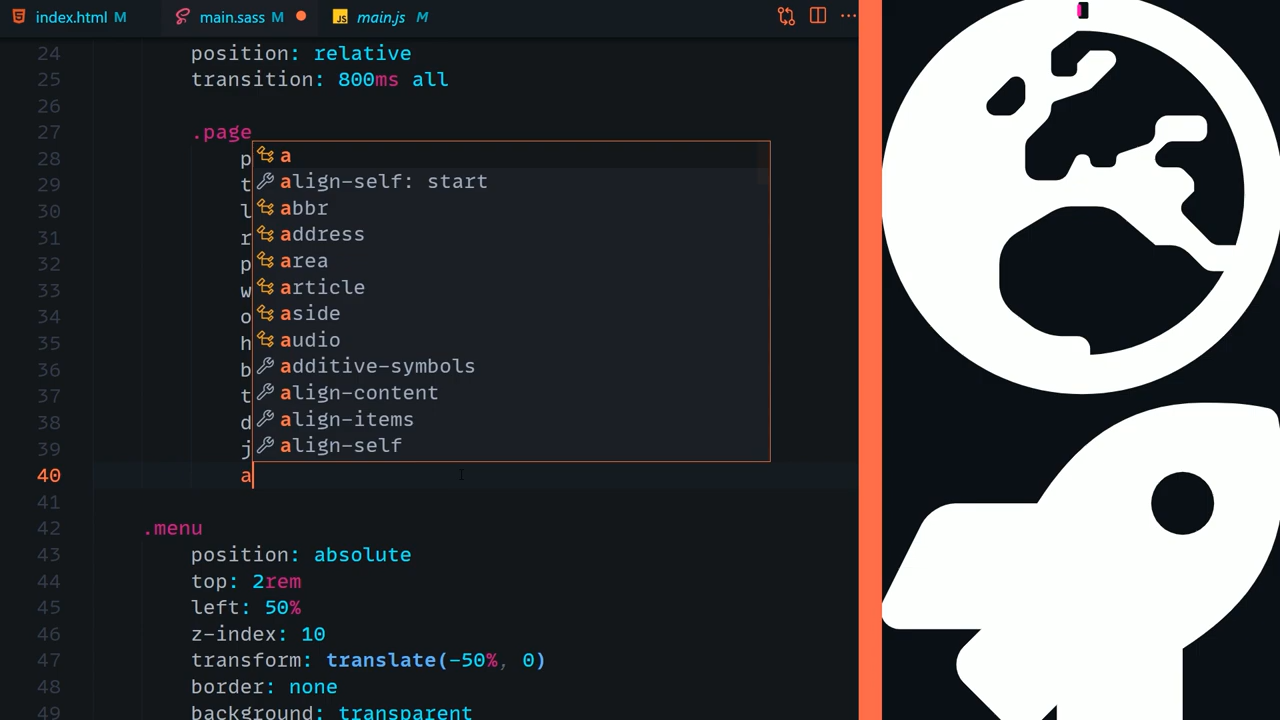 index.html M main.sass M main.js M ...
24 position: relative
25 transition: 800ms all
26
27 .page
28 p
29 t
30 l
31 r
32 p
33 w
34 o
35 h
36 b
37 t
38 d
39 j
40 a
a
align-self: start
abbr
address
area
article
aside
audio
additive-symbols
align-content
align-items
align-self
41
42 .menu
43 position: absolute
44 top: 2rem
45 left: 50%
46 z-index: 10
47 transform: translate(-50%, 0)
48 border: none
49 background: transparent